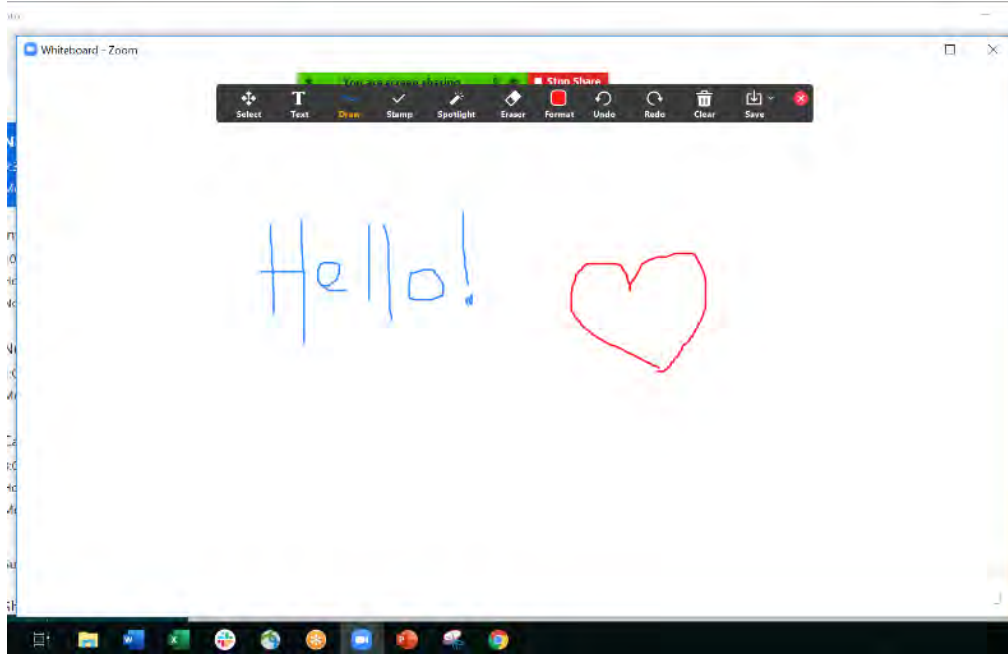 Whiteboard - Zoom
You are screen sharing Stop Share
Select Text Draw Stamp Spotlight Eraser Format Undo Redo Clear Save
Hello!